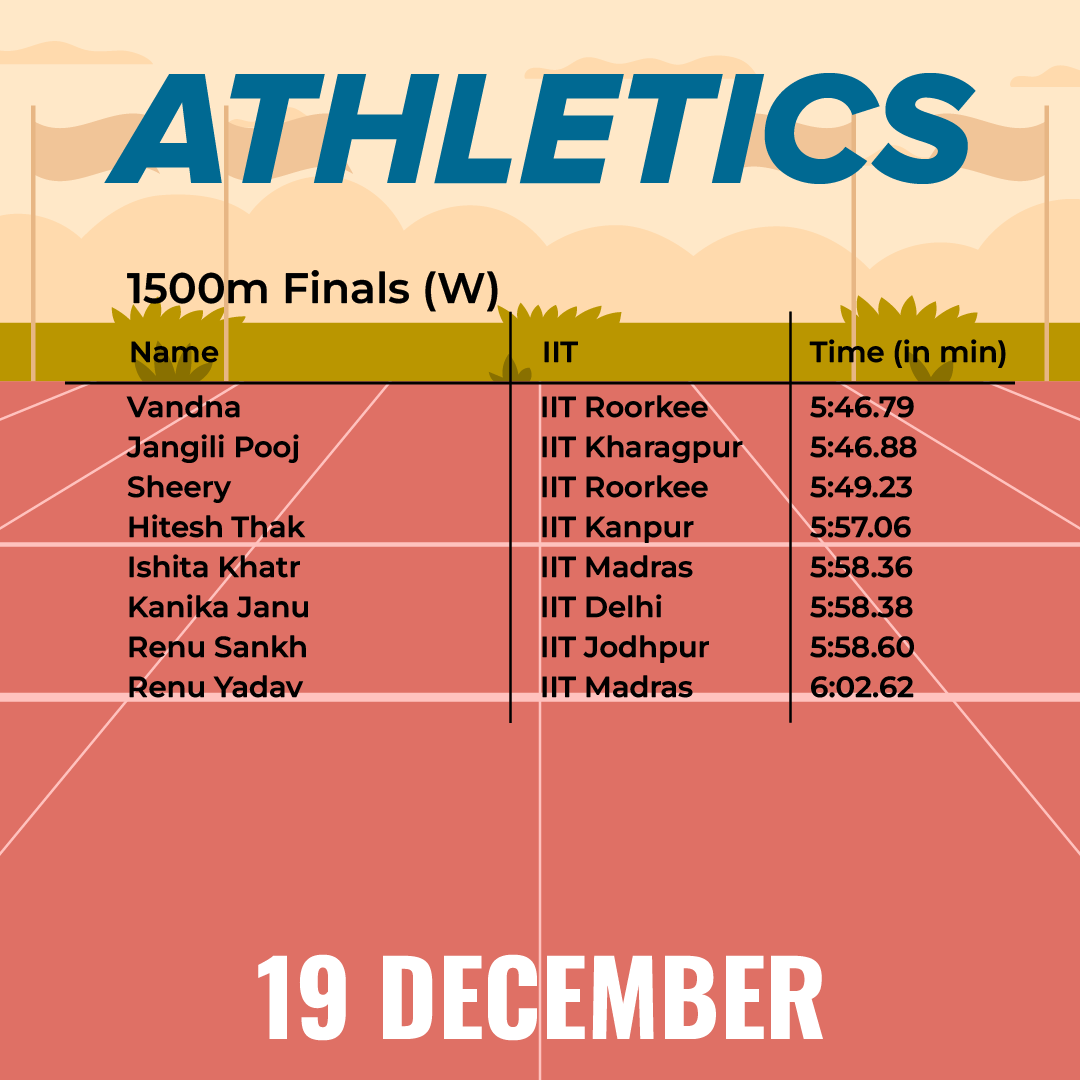 ATHLETICS
1500m Finals (W)
Name IIT Time (in min)
Vandna IIT Roorkee 5:46.79
Jangili Pooj IIT Kharagpur 5:46.88
Sheery IIT Roorkee 5:49.23
Hitesh Thak IIT Kanpur 5:57.06
Ishita Khatr IIT Madras 5:58.36
Kanika Janu IIT Delhi 5:58.38
Renu Sankh IIT Jodhpur 5:58.60
Renu Yadav IIT Madras 6:02.62
19 DECEMBER